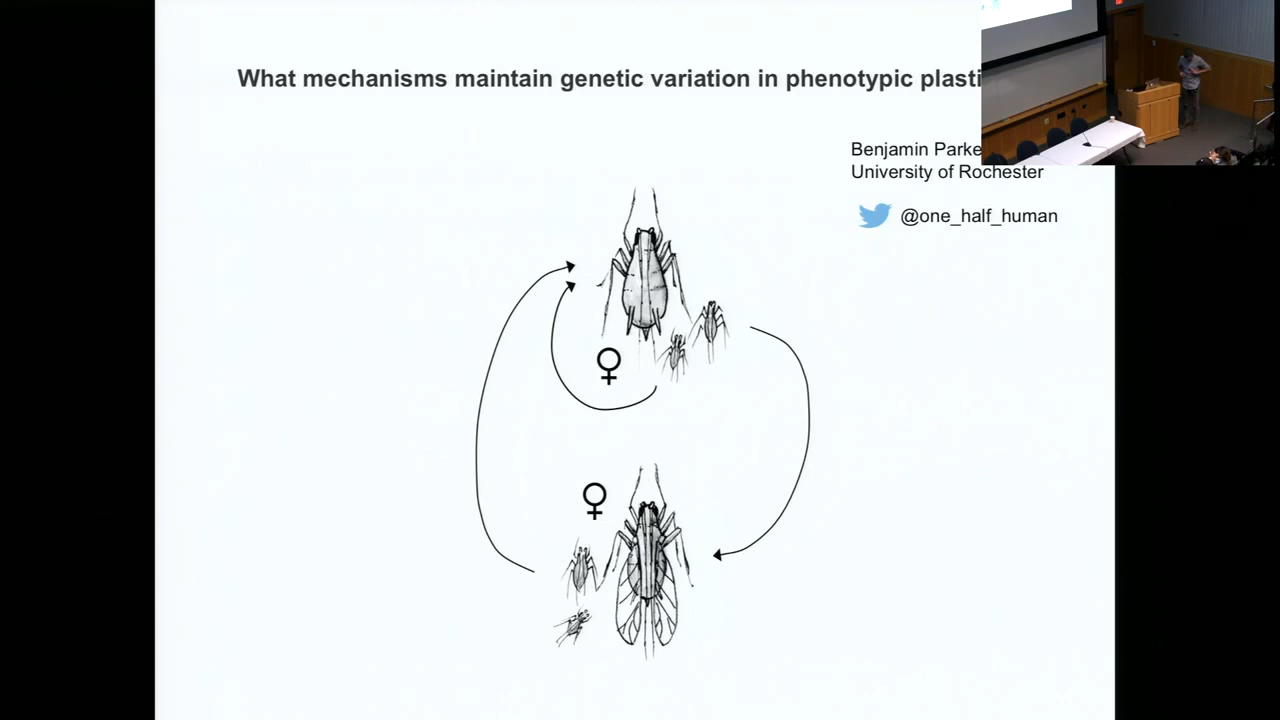 What mechanisms maintain genetic variation in phenotypic plasti
Benjamin Parke
University of Rochester
@one_half_human
♀
♀